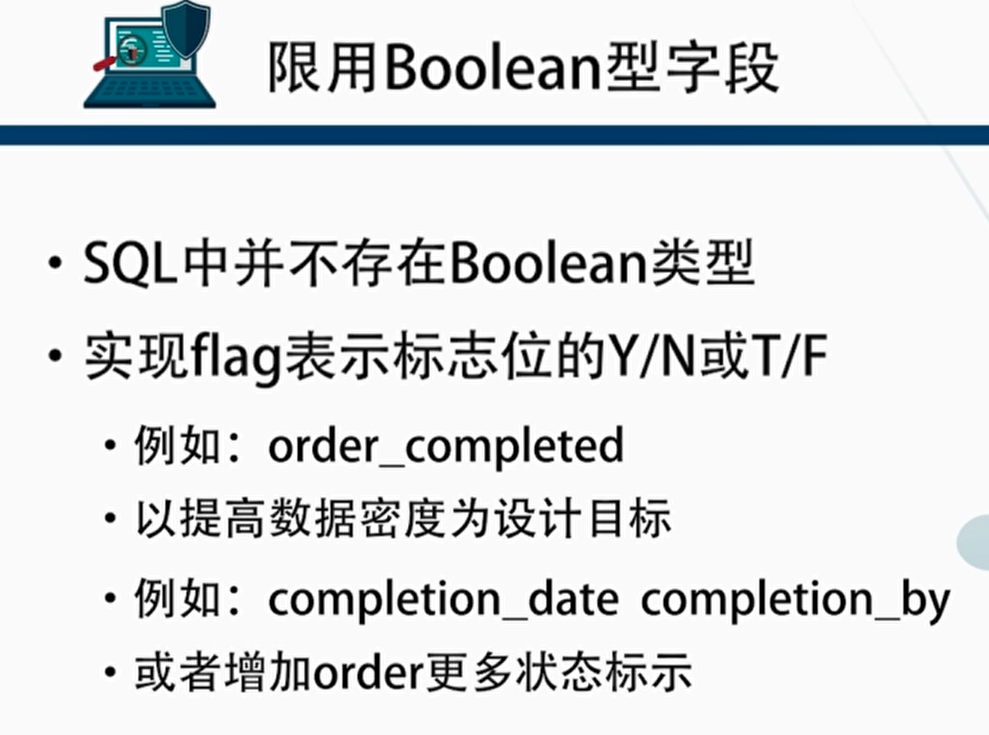 限用Boolean型字段
• SQL中并不存在Boolean类型
• 实现flag表示标志位的Y/N或T/F
• 例如：order_completed
• 以提高数据密度为设计目标
• 例如：completion_date completion_by
• 或者增加order更多状态标示